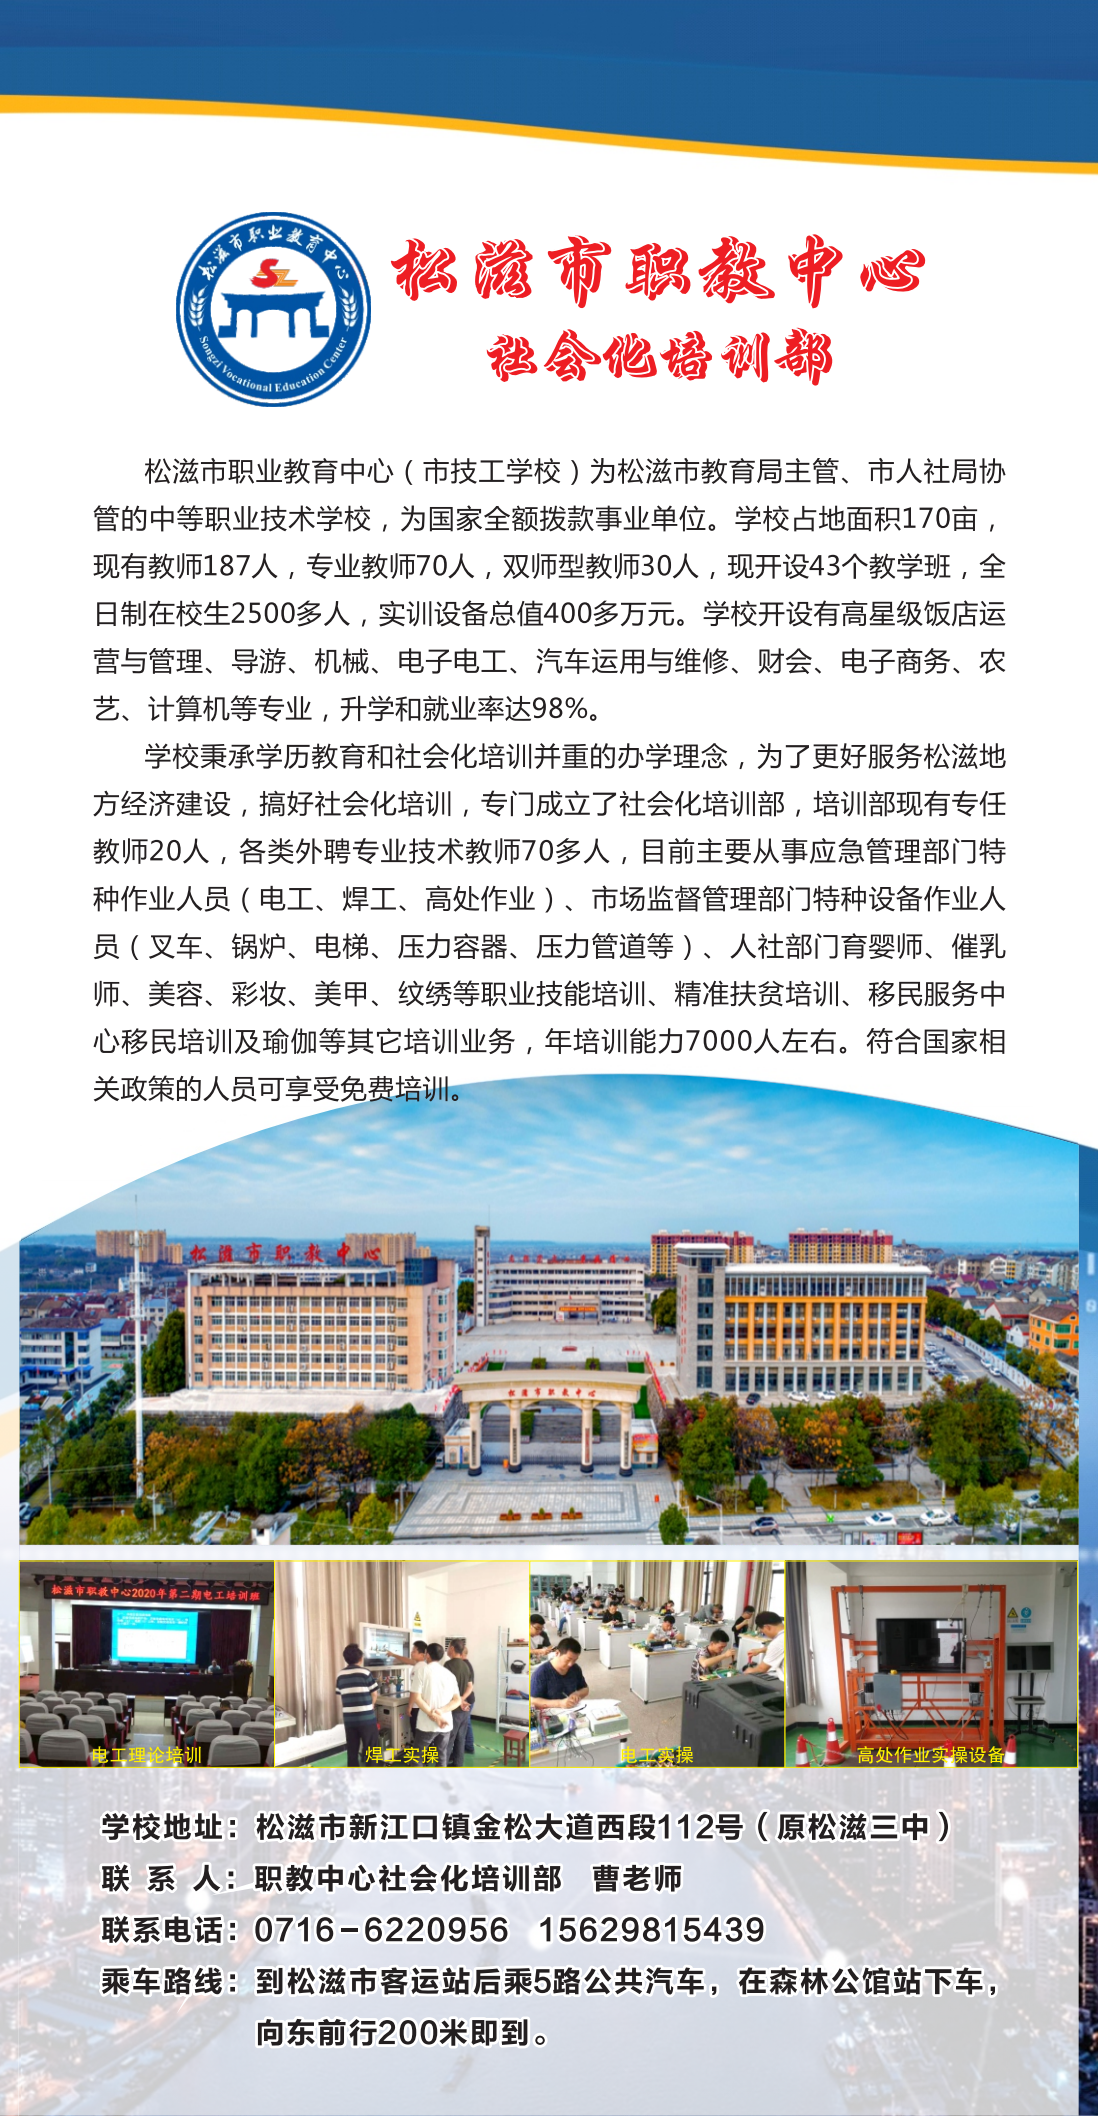 松滋市职业教育中心
Songzi Vocational Education Center
松滋市职教中心
社会化培训部
松滋市职业教育中心（市技工学校）为松滋市教育局主管、市人社局协
管的中等职业技术学校，为国家全额拨款事业单位。学校占地面积170亩，
现有教师187人，专业教师70人，双师型教师30人，现开设43个教学班，全
日制在校生2500多人，实训设备总值400多万元。学校开设有高星级饭店运
营与管理、导游、机械、电子电工、汽车运用与维修、财会、电子商务、农
艺、计算机等专业，升学和就业率达98%。
学校秉承学历教育和社会化培训并重的办学理念，为了更好服务松滋地
方经济建设，搞好社会化培训，专门成立了社会化培训部，培训部现有专任
教师20人，各类外聘专业技术教师70多人，目前主要从事应急管理部门特
种作业人员（电工、焊工、高处作业）、市场监督管理部门特种设备作业人
员（叉车、锅炉、电梯、压力容器、压力管道等）、人社部门育婴师、催乳
师、美容、彩妆、美甲、纹绣等职业技能培训、精准扶贫培训、移民服务中
心移民培训及瑜伽等其它培训业务，年培训能力7000人左右。符合国家相
关政策的人员可享受免费培训。
松滋市职教中心
松滋市职教中心
松滋市职教中心2020年第二期电工培训班
电工理论培训
焊工实操
电工实操
高处作业实操设备
学校地址：松滋市新江口镇金松大道西段112号（原松滋三中）
联 系 人：职教中心社会化培训部 曹老师
联系电话：0716-6220956 15629815439
乘车路线：到松滋市客运站后乘5路公共汽车，在森林公馆站下车，
向东前行200米即到。